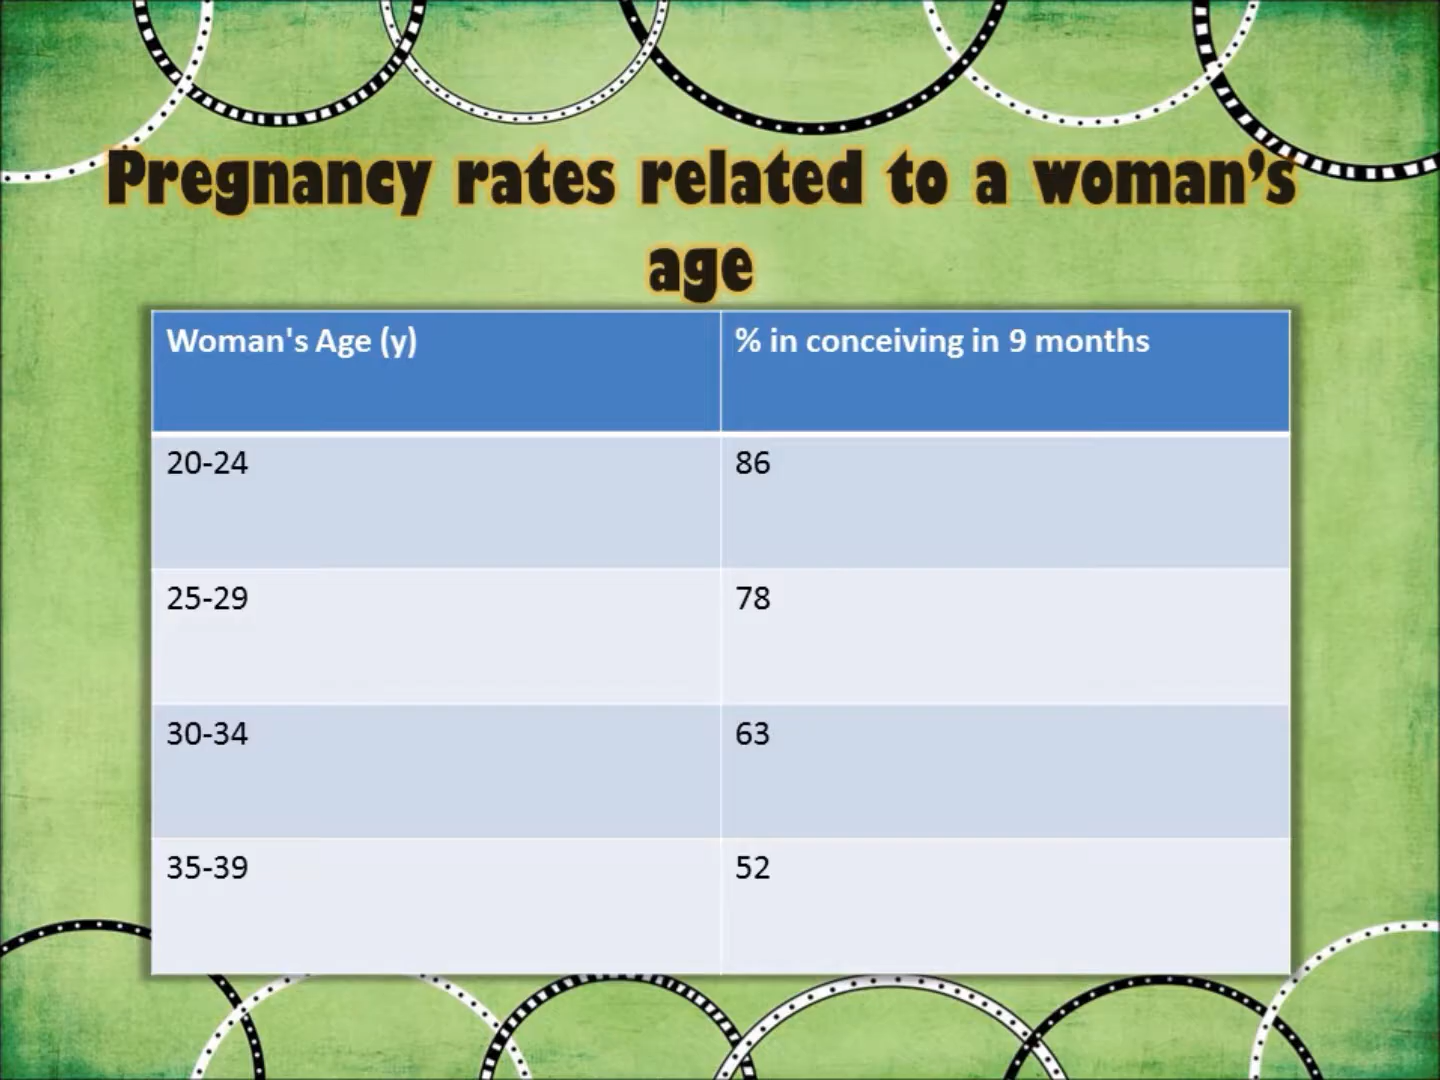 Pregnancy rates related to a woman's
age
Woman's Age (y) % in conceiving in 9 months
20-24 86
25-29 78
30-34 63
35-39 52